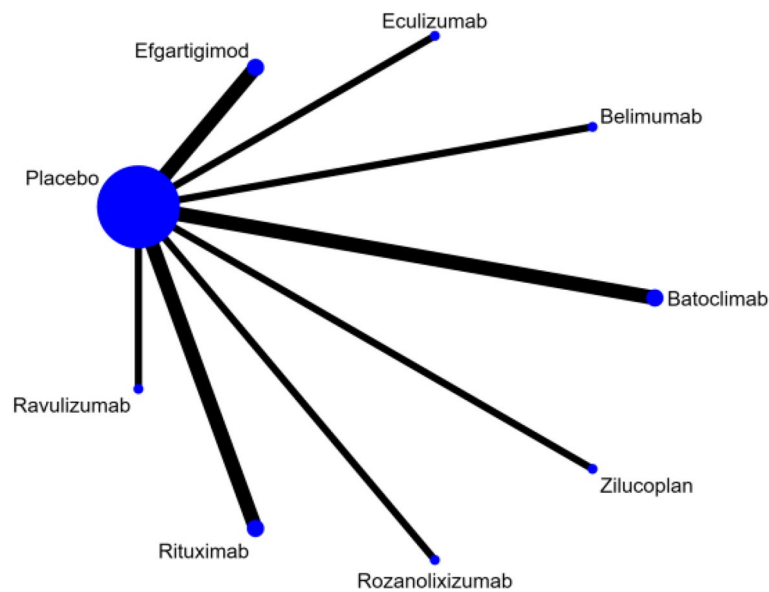 Eculizumab
Efgartigimod
Belimumab
Placebo
Batoclimab
Ravulizumab
Zilucoplan
Rituximab
Rozanolixizumab